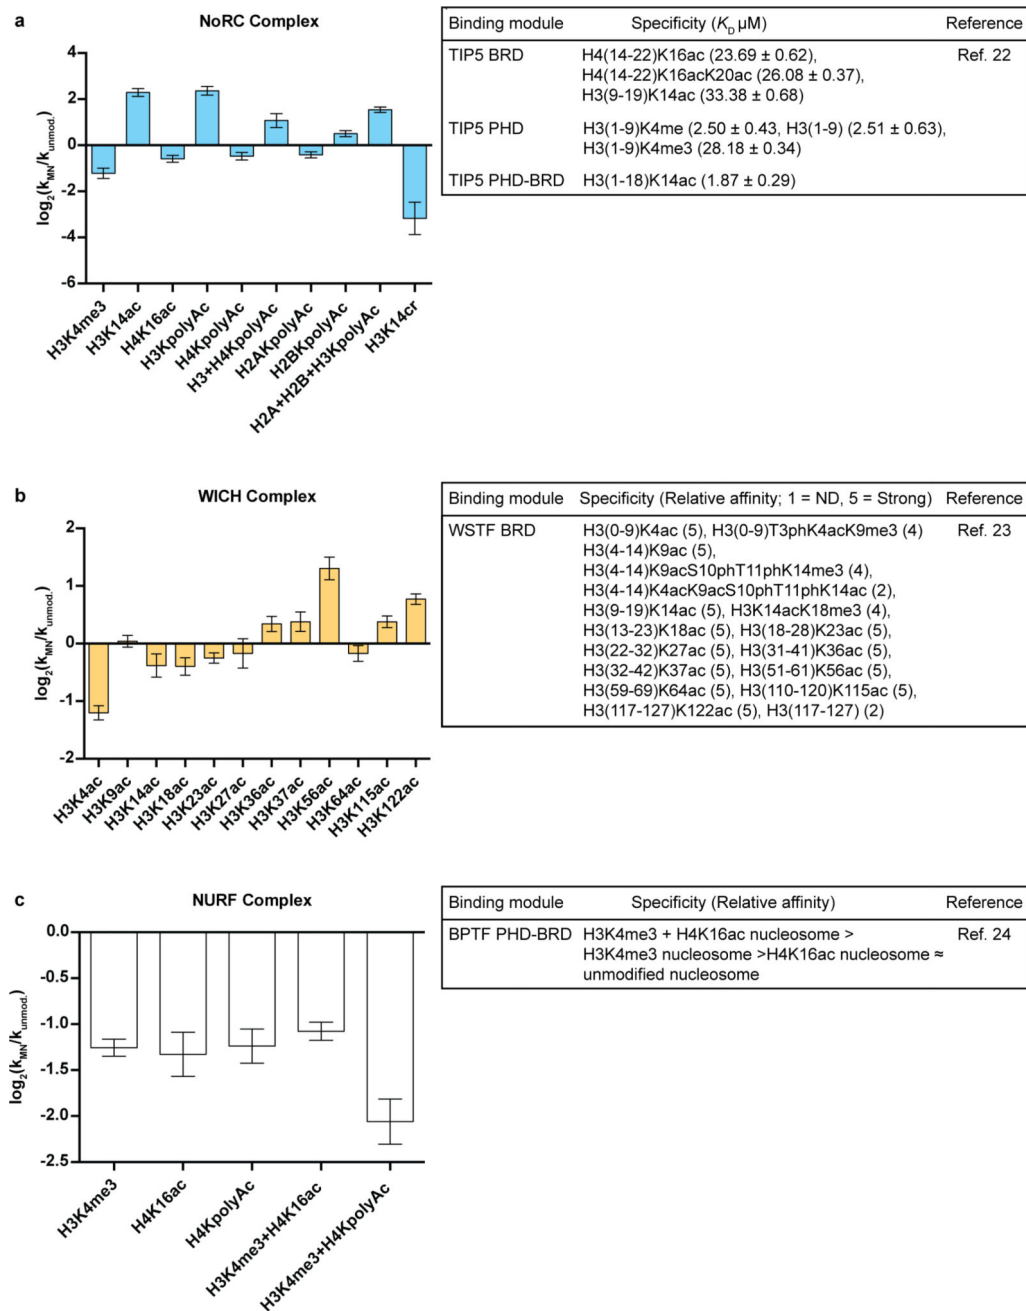 a
NoRC Complex
log2(kMN/kunmod.)
4
2
0
-2
-4
-6
H3K4me3
H3K14ac
H4K16ac
H3KpolyAc
H4KpolyAc
H3+H4KpolyAc
H2AKpolyAc
H2BKpolyAc
H2A+H2B+H3KpolyAc
H3K14cr
Binding module Specificity (KD µM) Reference
TIP5 BRD H4(14-22)K16ac (23.69 ± 0.62), Ref. 22
H4(14-22)K16acK20ac (26.08 ± 0.37),
H3(9-19)K14ac (33.38 ± 0.68)
TIP5 PHD H3(1-9)K4me (2.50 ± 0.43, H3(1-9) (2.51 ± 0.63),
H3(1-9)K4me3 (28.18 ± 0.34)
TIP5 PHD-BRD H3(1-18)K14ac (1.87 ± 0.29)
b
WICH Complex
log2(kMN/kunmod.)
2
1
0
-1
-2
H3K4ac
H3K9ac
H3K14ac
H3K18ac
H3K23ac
H3K27ac
H3K36ac
H3K37ac
H3K56ac
H3K64ac
H3K115ac
H3K122ac
Binding module Specificity (Relative affinity; 1 = ND, 5 = Strong) Reference
WSTF BRD H3(0-9)K4ac (5), H3(0-9)T3phK4acK9me3 (4) Ref. 23
H3(4-14)K9ac (5),
H3(4-14)K9acS10phT11phK14me3 (4),
H3(4-14)K4acK9acS10phT11phK14ac (2),
H3(9-19)K14ac (5), H3K14acK18me3 (4),
H3(13-23)K18ac (5), H3(18-28)K23ac (5),
H3(22-32)K27ac (5), H3(31-41)K36ac (5),
H3(32-42)K37ac (5), H3(51-61)K56ac (5),
H3(59-69)K64ac (5), H3(110-120)K115ac (5),
H3(117-127)K122ac (5), H3(117-127) (2)
c
NURF Complex
log2(kMN/kunmod.)
0.0
-0.5
-1.0
-1.5
-2.0
-2.5
H3K4me3
H4K16ac
H4KpolyAc
H3K4me3+H4K16ac
H3K4me3+H4KpolyAc
Binding module Specificity (Relative affinity) Reference
BPTF PHD-BRD H3K4me3 + H4K16ac nucleosome > Ref. 24
H3K4me3 nucleosome >H4K16ac nucleosome ≈
unmodified nucleosome